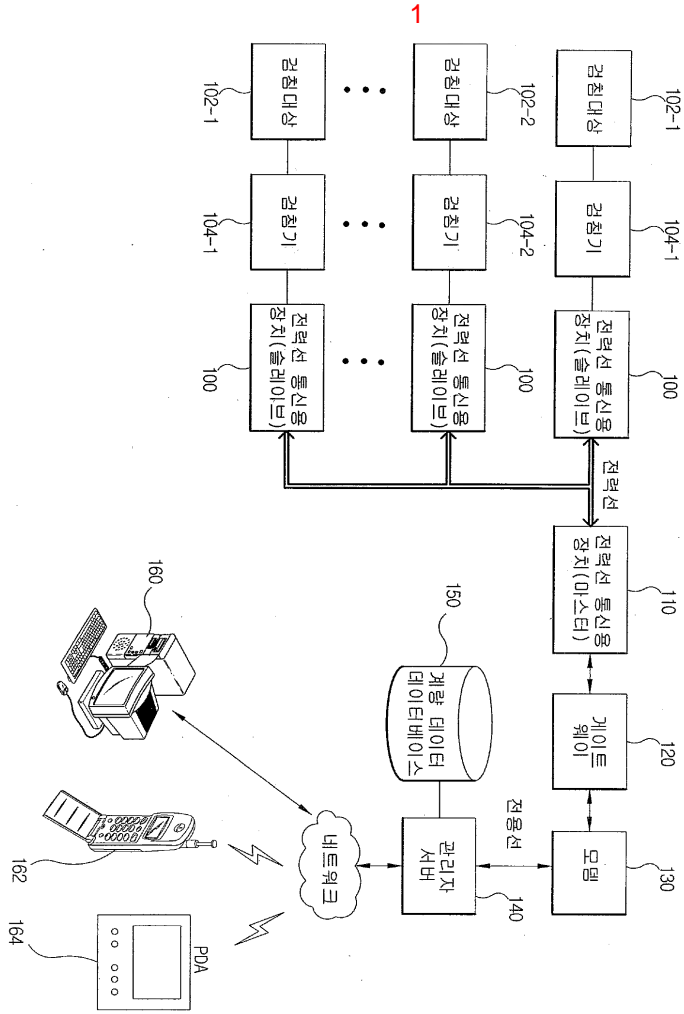 1
102-1
104-1
100
110
120
130
검침대상
검침기
전력선 통신용
장치(슬레이브)
전력선
전력선 통신용
장치(마스터)
게이트
웨이
모뎀
102-2
104-2
100
전용선
140
검침대상
검침기
전력선 통신용
장치(슬레이브)
150
계량 데이터
데이터베이스
관리자
서버
네트워크
검침대상
검침기
전력선 통신용
장치(슬레이브)
102-1
104-1
100
160
162
PDA
164